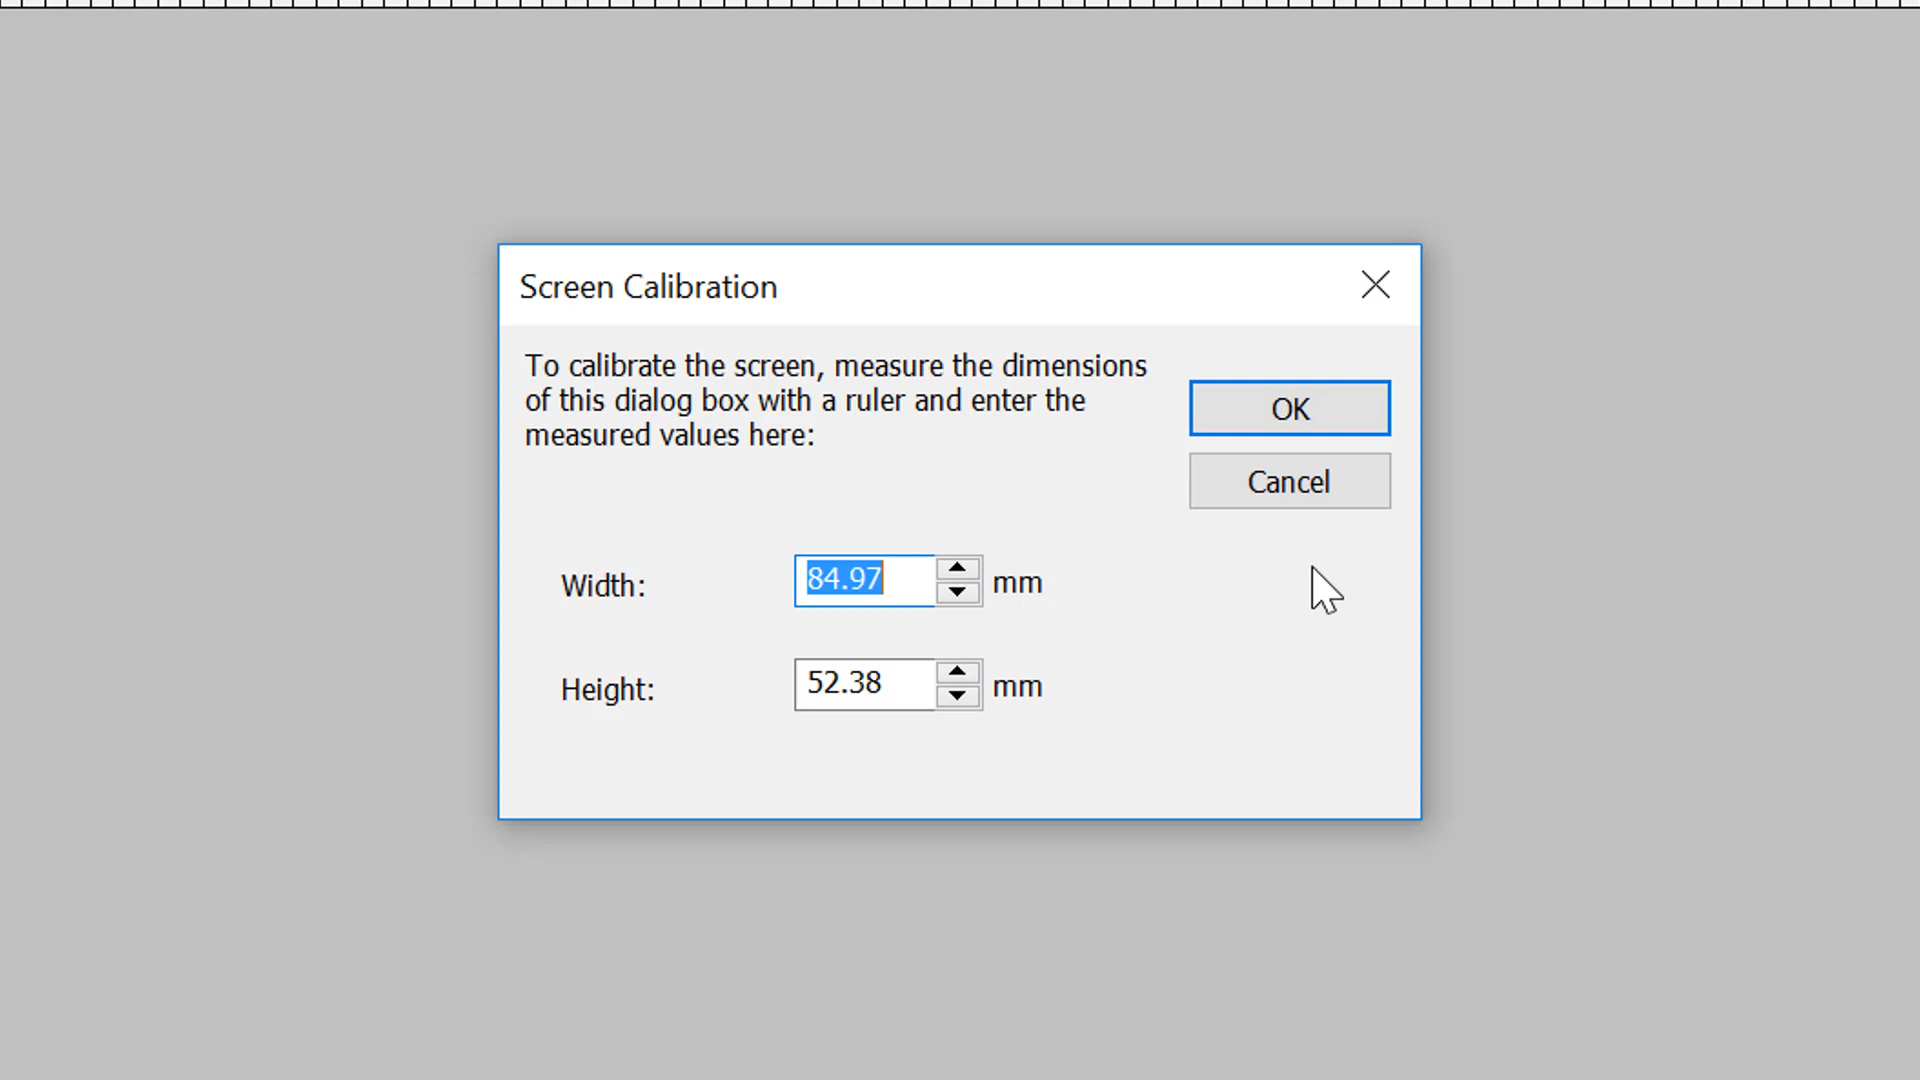 Screen Calibration
To calibrate the screen, measure the dimensions
of this dialog box with a ruler and enter the
measured values here:
OK
Cancel
Width: 84.97 mm
Height: 52.38 mm